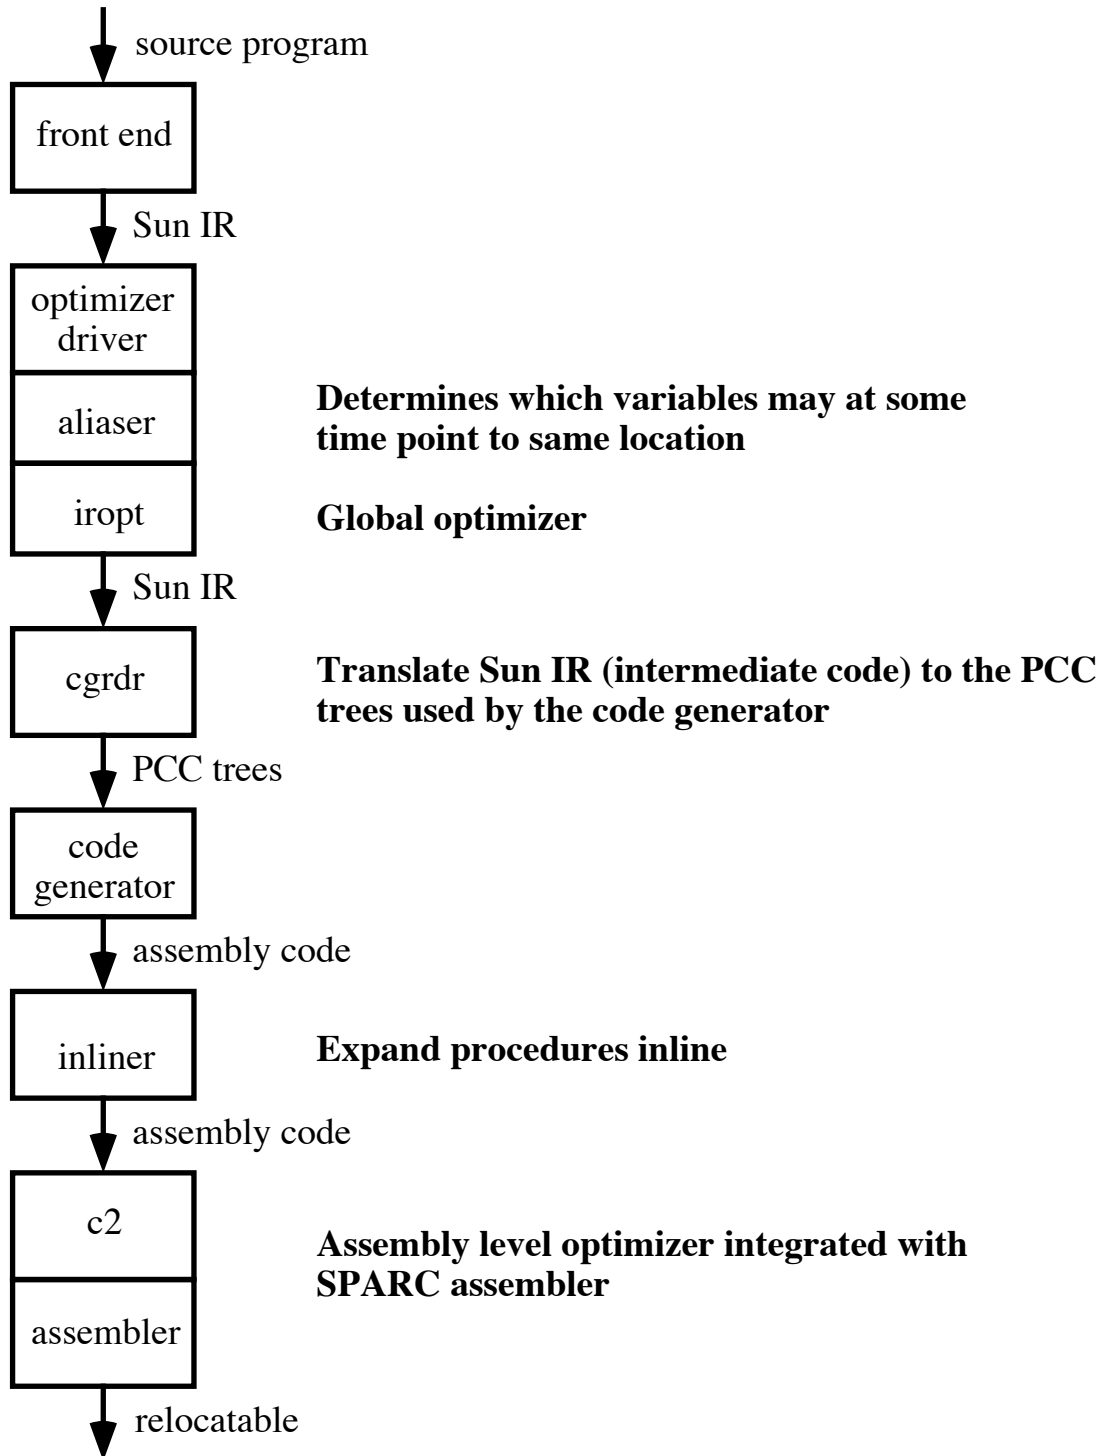 source program
front end
Sun IR
optimizer
driver
aliaser
Determines which variables may at some
time point to same location
iropt
Global optimizer
Sun IR
cgrdr
Translate Sun IR (intermediate code) to the PCC
trees used by the code generator
PCC trees
code
generator
assembly code
inliner
Expand procedures inline
assembly code
c2
Assembly level optimizer integrated with
SPARC assembler
assembler
relocatable